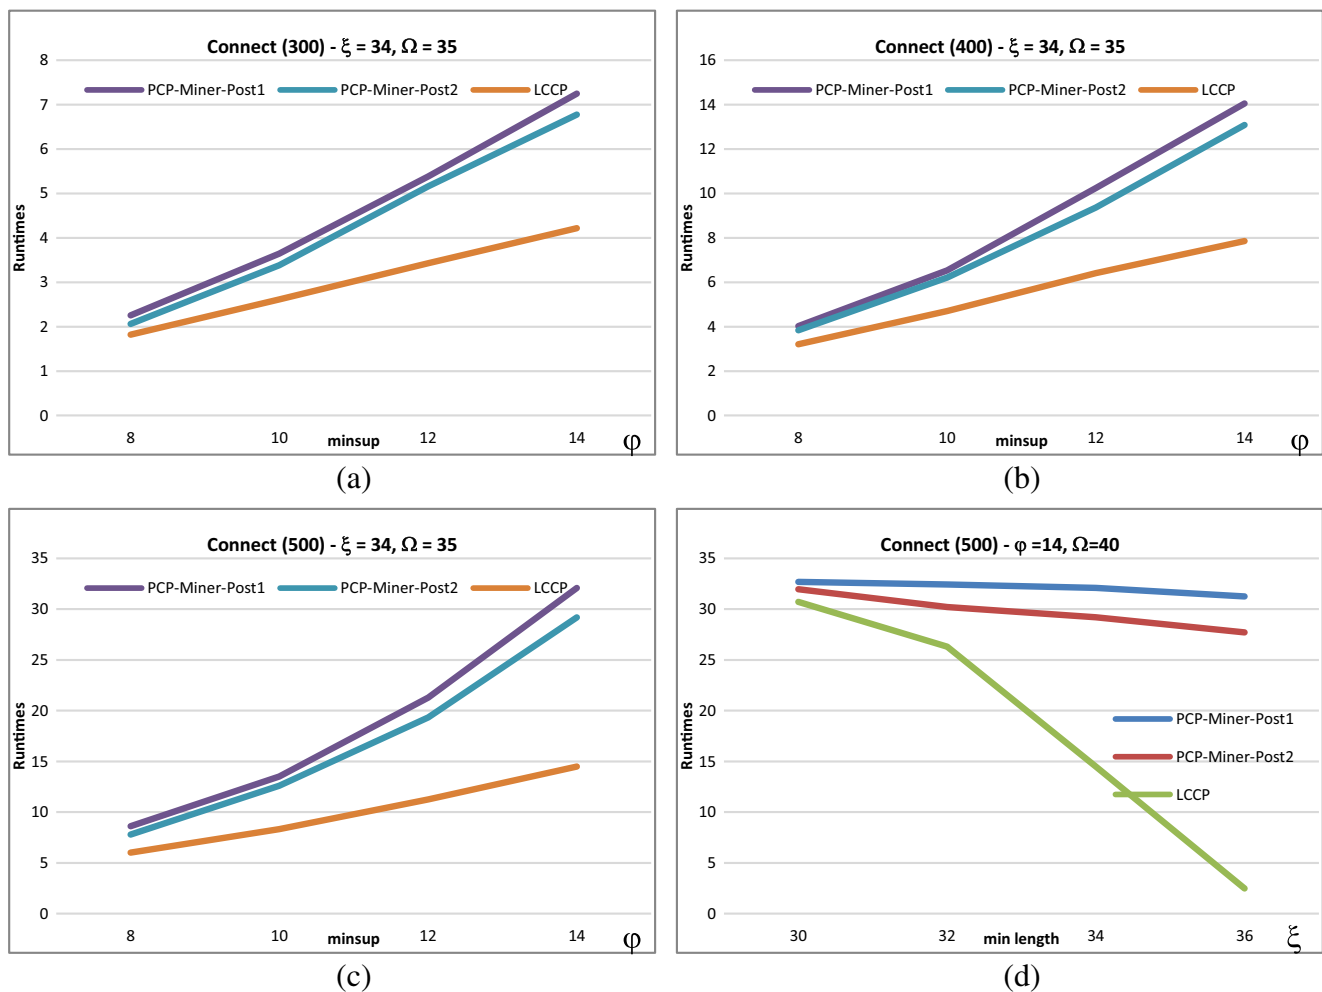 Connect (300) - ξ = 34, Ω = 35
8
PCP-Miner-Post1 PCP-Miner-Post2 LCCP
7
6
5
4
3
2
1
0
Runtimes
8 10 minsup 12 14 φ
(a)
Connect (400) - ξ = 34, Ω = 35
16
PCP-Miner-Post1 PCP-Miner-Post2 LCCP
14
12
10
8
6
4
2
0
Runtimes
8 10 minsup 12 14 φ
(b)
Connect (500) - ξ = 34, Ω = 35
35
PCP-Miner-Post1 PCP-Miner-Post2 LCCP
30
25
20
15
10
5
0
Runtimes
8 10 minsup 12 14 φ
(c)
Connect (500) - φ =14, Ω=40
35
30
25
20
15
10
5
0
Runtimes
PCP-Miner-Post1
PCP-Miner-Post2
LCCP
30 32 min length 34 36 ξ
(d)